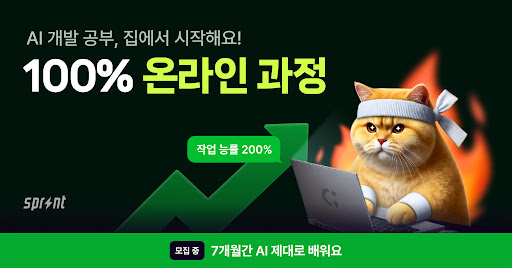 AI 개발 공부, 집에서 시작해요!
100% 온라인 과정
작업 능률 200%
sprint
모집 중 7개월간 AI 제대로 배워요